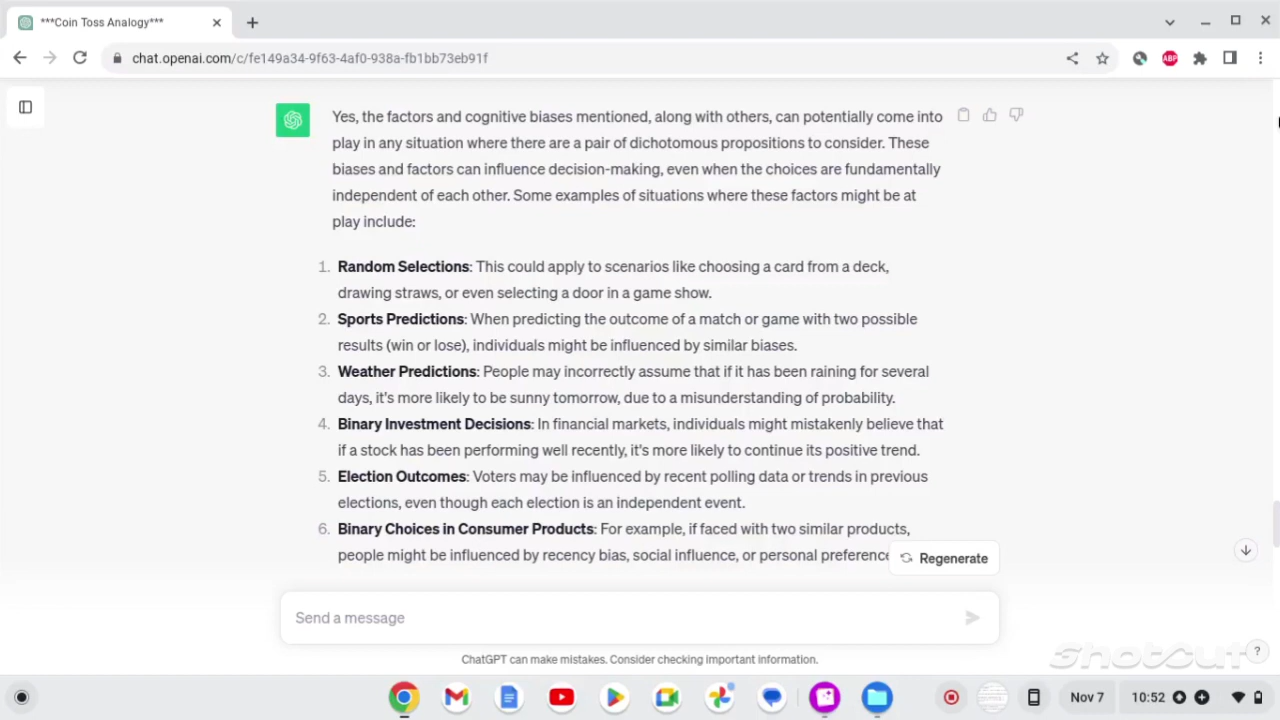 ***Coin Toss Analogy***
chat.openai.com/c/fe149a34-9f63-4af0-938a-fb1bb73eb91f
ABP
Yes, the factors and cognitive biases mentioned, along with others, can potentially come into
play in any situation where there are a pair of dichotomous propositions to consider. These
biases and factors can influence decision-making, even when the choices are fundamentally
independent of each other. Some examples of situations where these factors might be at
play include:
1. Random Selections: This could apply to scenarios like choosing a card from a deck,
drawing straws, or even selecting a door in a game show.
2. Sports Predictions: When predicting the outcome of a match or game with two possible
results (win or lose), individuals might be influenced by similar biases.
3. Weather Predictions: People may incorrectly assume that if it has been raining for several
days, it's more likely to be sunny tomorrow, due to a misunderstanding of probability.
4. Binary Investment Decisions: In financial markets, individuals might mistakenly believe that
if a stock has been performing well recently, it's more likely to continue its positive trend.
5. Election Outcomes: Voters may be influenced by recent polling data or trends in previous
elections, even though each election is an independent event.
6. Binary Choices in Consumer Products: For example, if faced with two similar products,
people might be influenced by recency bias, social influence, or personal preference
Regenerate
Send a message
ChatGPT can make mistakes. Consider checking important information.
Shotcut
?
Nov 7
10:52